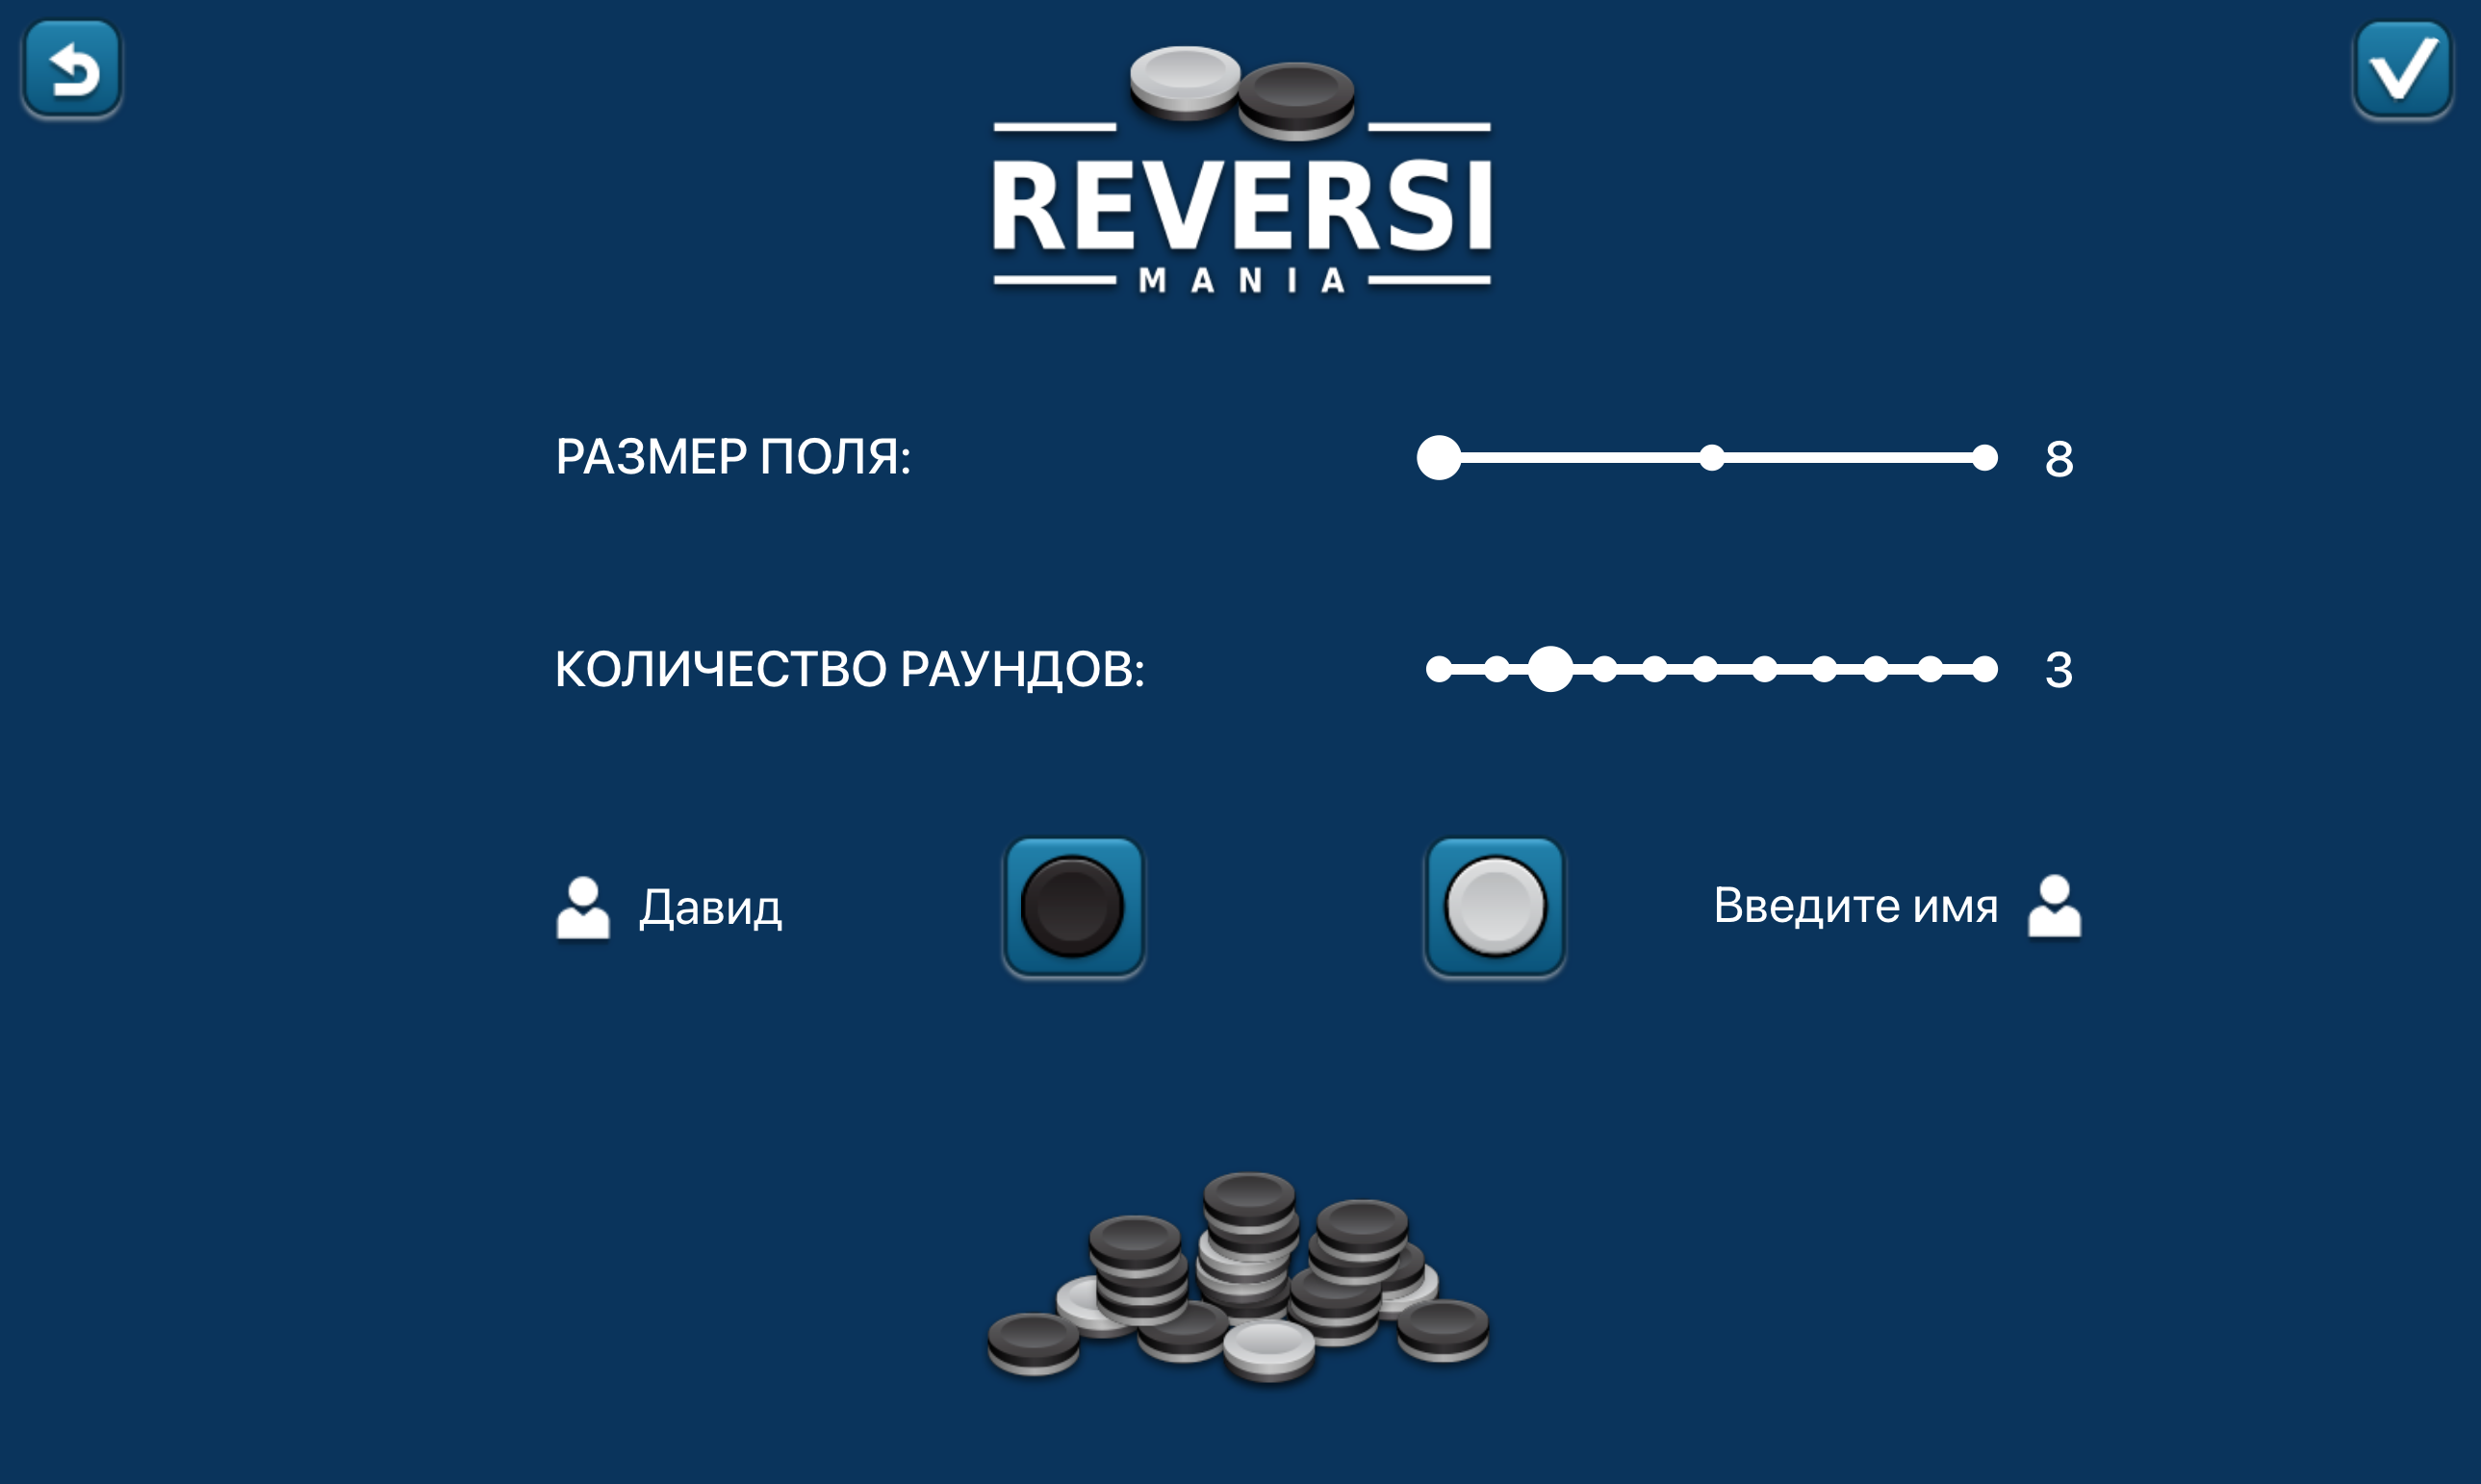 REVERSI
MANIA
РАЗМЕР ПОЛЯ: 8
КОЛИЧЕСТВО РАУНДОВ: 3
Давид
Введите имя